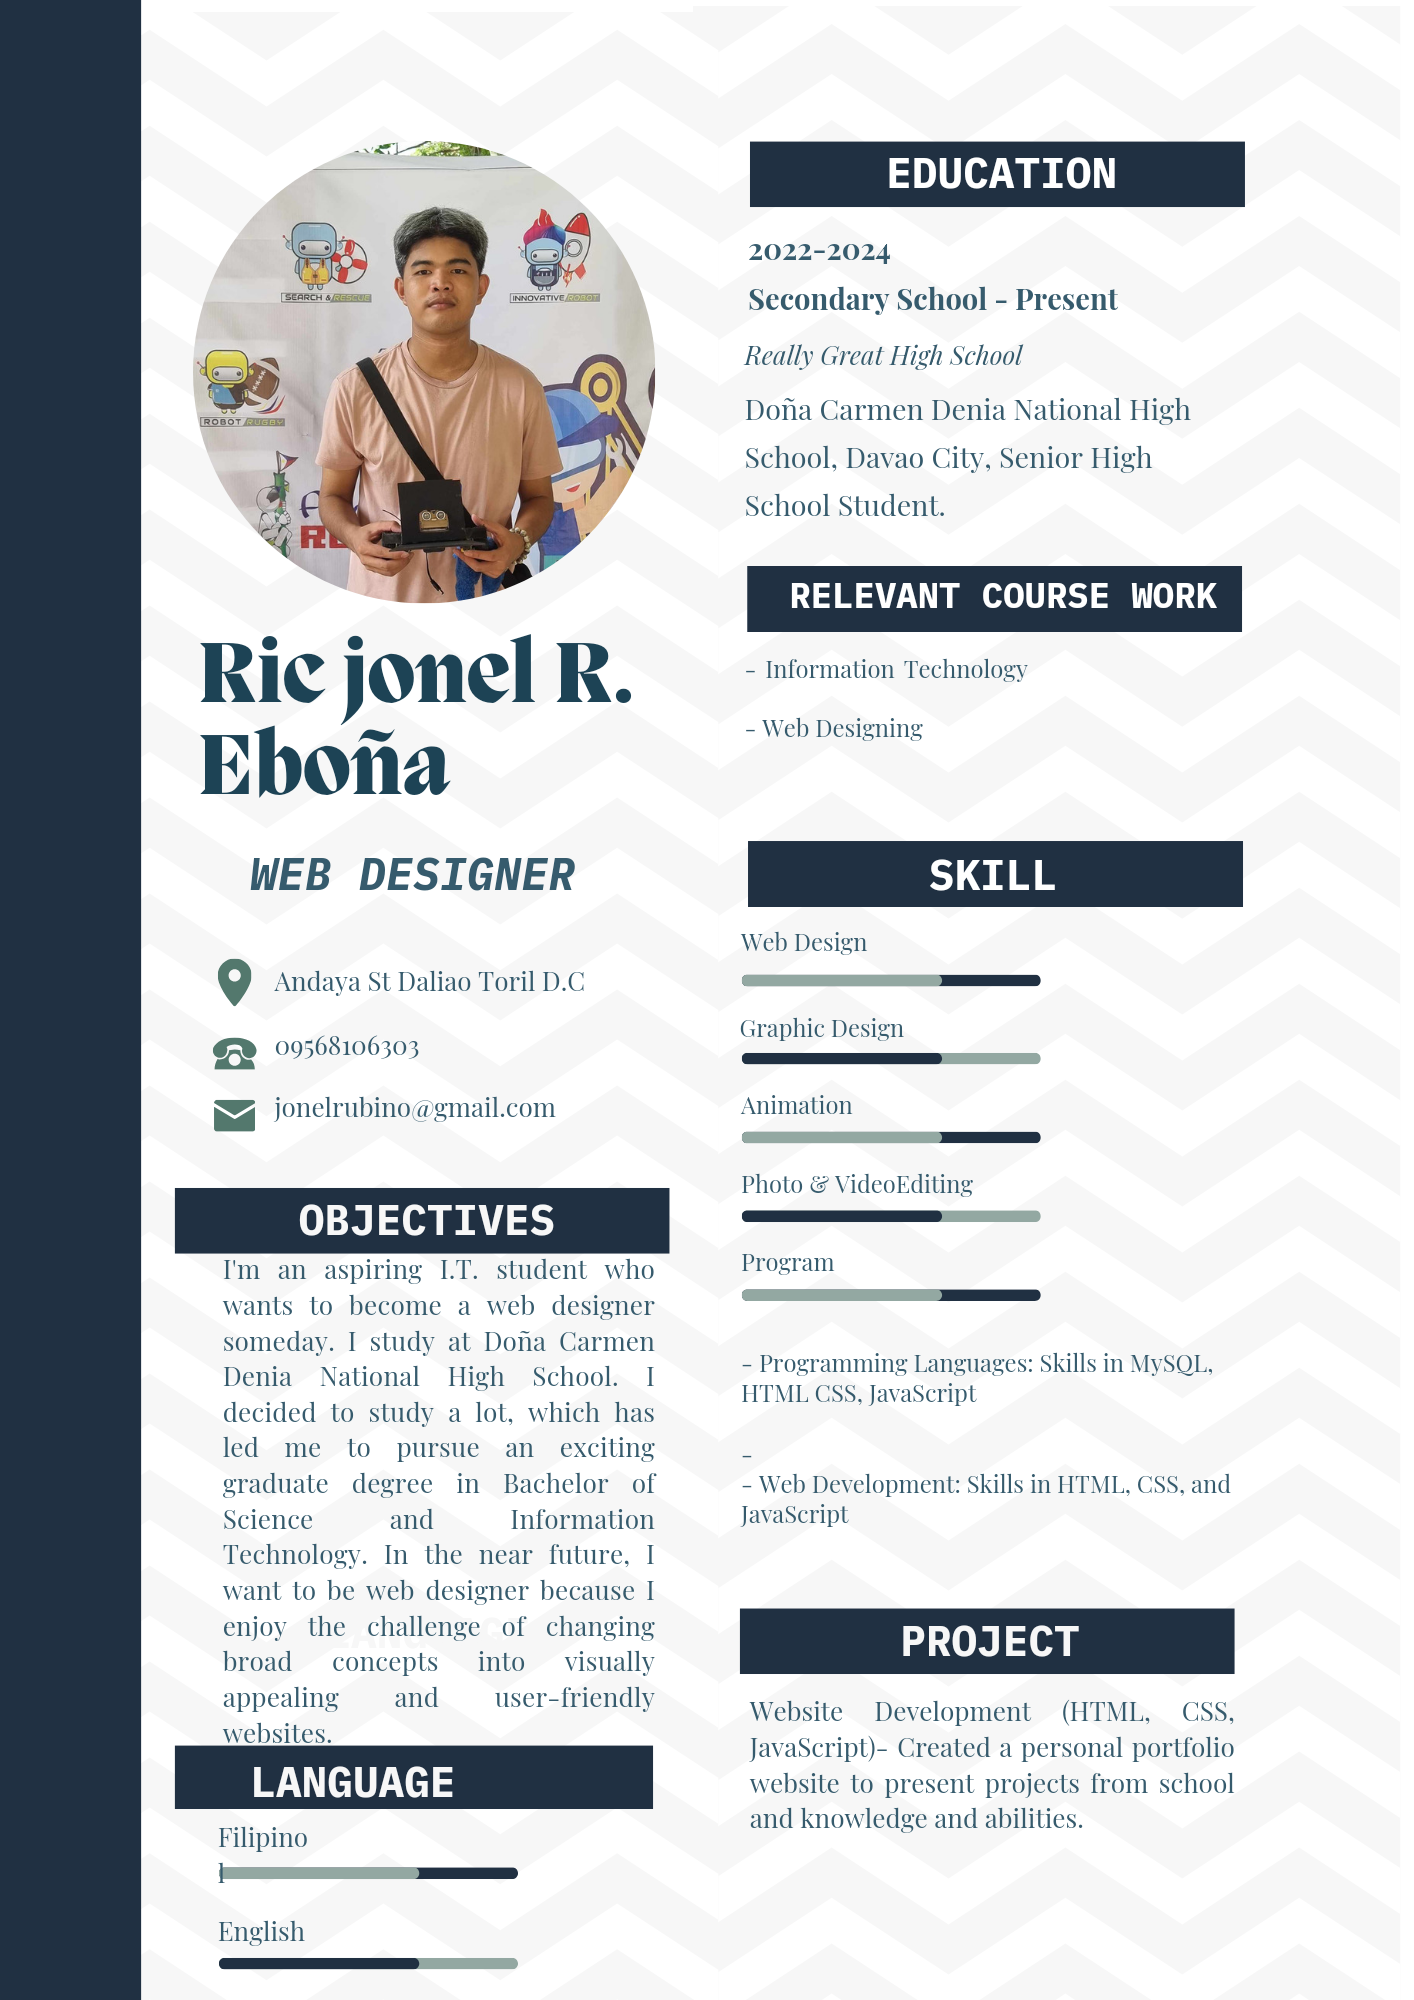 SEARCH & RESCUE
INNOVATIVE ROBOT
ROBOT RUGBY
Ric jonel R.
Eboña
WEB DESIGNER
Andaya St Daliao Toril D.C
09568106303
jonelrubino@gmail.com
OBJECTIVES
I'm an aspiring I.T. student who
wants to become a web designer
someday. I study at Doña Carmen
Denia National High School. I
decided to study a lot, which has
led me to pursue an exciting
graduate degree in Bachelor of
Science and Information
Technology. In the near future, I
want to be web designer because I
enjoy the challenge of changing
broad concepts into visually
appealing and user-friendly
websites.
LANGUAGE
Filipino
English
EDUCATION
2022-2024
Secondary School - Present
Really Great High School
Doña Carmen Denia National High
School, Davao City, Senior High
School Student.
RELEVANT COURSE WORK
- Information Technology
- Web Designing
SKILL
Web Design
Graphic Design
Animation
Photo & VideoEditing
Program
- Programming Languages: Skills in MySQL,
HTML CSS, JavaScript
-
- Web Development: Skills in HTML, CSS, and
JavaScript
PROJECT
Website Development (HTML, CSS,
JavaScript)- Created a personal portfolio
website to present projects from school
and knowledge and abilities.